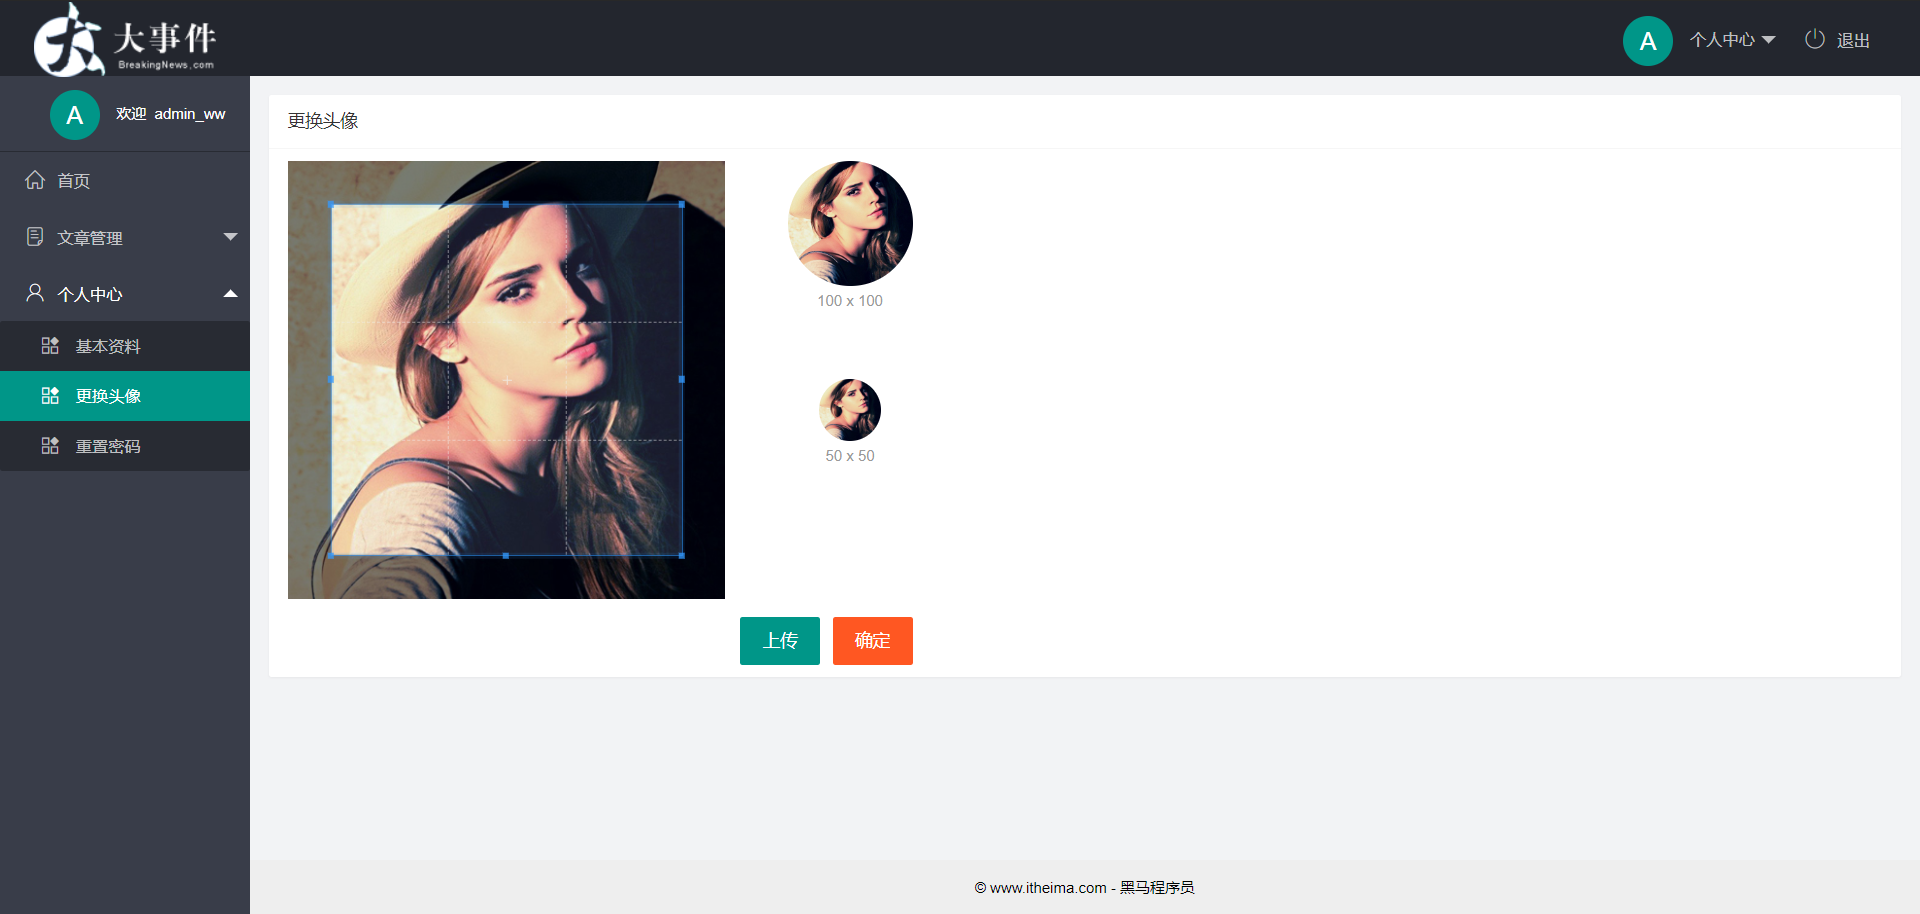 大事件
BreakingNews.com
A
个人中心
退出
A
欢迎 admin_ww
首页
文章管理
个人中心
基本资料
更换头像
重置密码
更换头像
100 x 100
50 x 50
上传
确定
© www.itheima.com - 黑马程序员